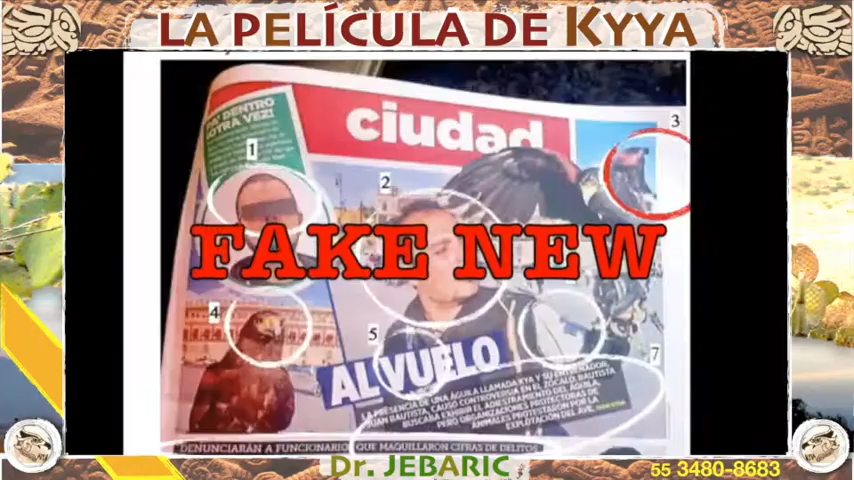 LA PELÍCULA DE KYYA
PA' DENTRO
¡OTRA VEZ!
ciudad
1
2
3
FAKE NEW
4
5
7
AL VUELO
LA PRESENCIA DE UNA ÁGUILA LLAMADA KYA Y SU ENTRENADOR
JUAN BAUTISTA, CAUSÓ CONTROVERSIA EN EL ZÓCALO. BAUTISTA
BUSCABA EXHIBIR EL ADIESTRAMIENTO DEL ÁGUILA,
PERO ORGANIZACIONES PROTECTORAS DE
ANIMALES PROTESTARON POR LA
EXPLOTACIÓN DEL AVE.
DENUNCIARÁN A FUNCIONARIO QUE MAQUILLARON CIFRAS DE DELITOS
Dr. JEBARIC
55 3480-8683